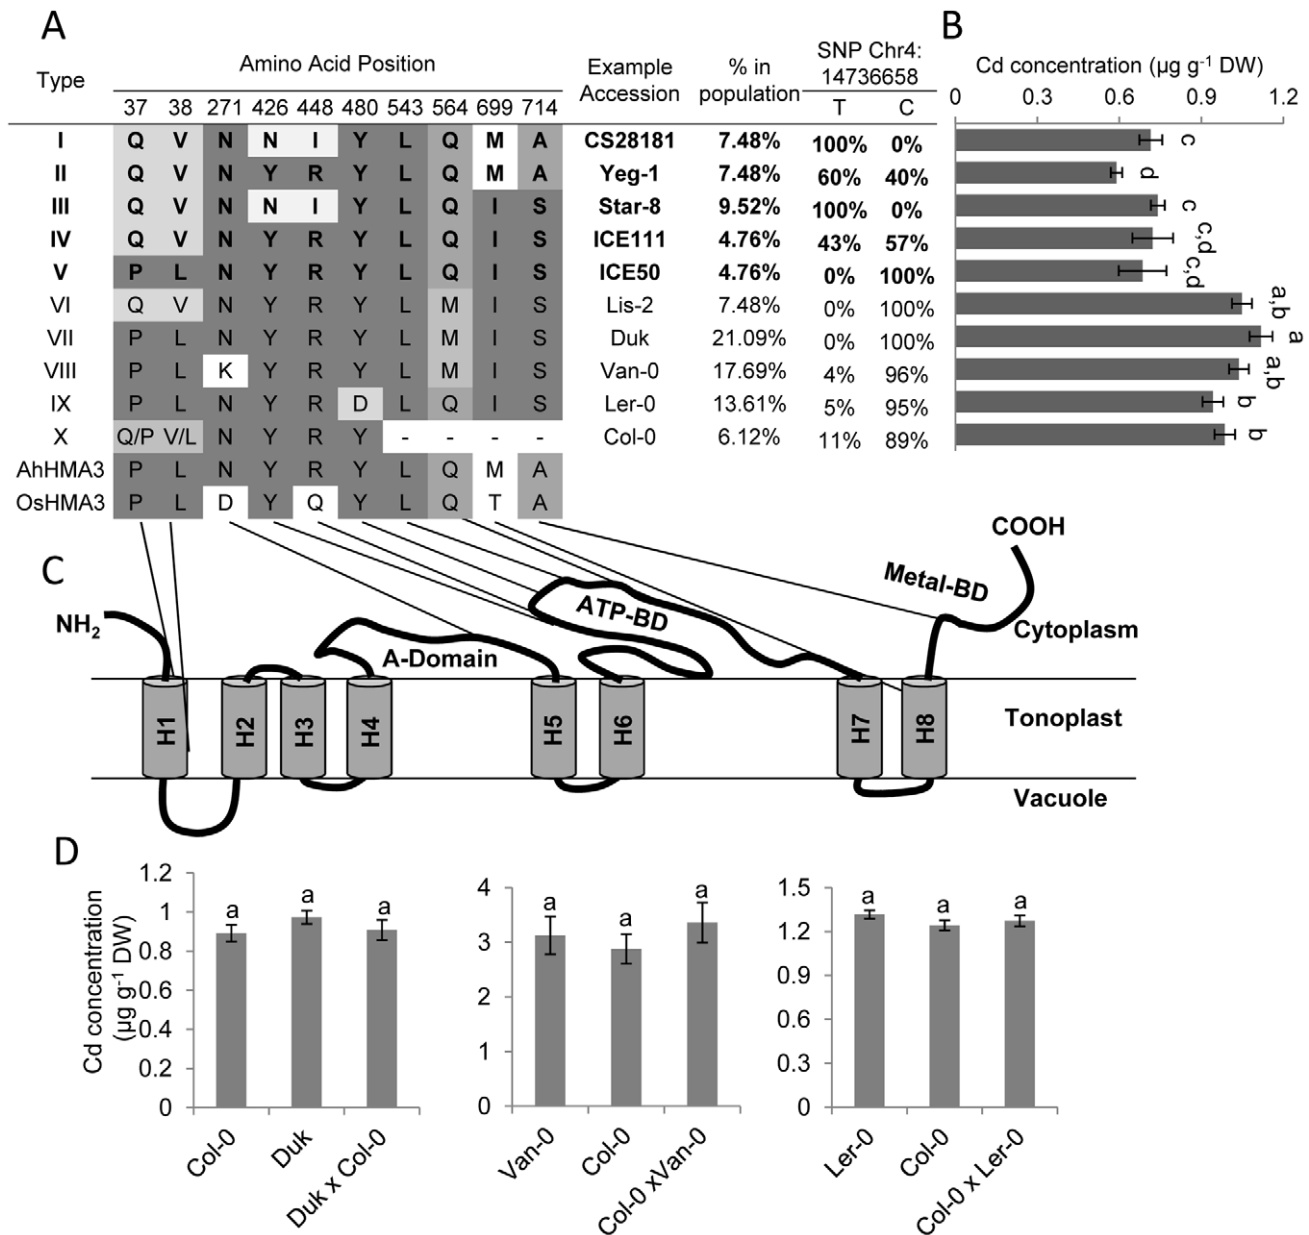 A
B
Type
Amino Acid Position
Example Accession
% in population
SNP Chr4: 14736658
Cd concentration (µg g⁻¹ DW)
37 38 271 426 448 480 543 564 699 714
T C
0 0.3 0.6 0.9 1.2
I Q V N N I Y L Q M A CS28181 7.48% 100% 0% c
II Q V N Y R Y L Q M A Yeg-1 7.48% 60% 40% d
III Q V N N I Y L Q I S Star-8 9.52% 100% 0% c
IV Q V N Y R Y L Q I S ICE111 4.76% 43% 57% c,d
V P L N Y R Y L Q I S ICE50 4.76% 0% 100% c,d
VI Q V N Y R Y L M I S Lis-2 7.48% 0% 100% a,b
VII P L N Y R Y L M I S Duk 21.09% 0% 100% a
VIII P L K Y R Y L M I S Van-0 17.69% 4% 96% a,b
IX P L N Y R D L Q I S Ler-0 13.61% 5% 95% b
X Q/P V/L N Y R Y - - - - Col-0 6.12% 11% 89% b
AhHMA3 P L N Y R Y L Q M A
OsHMA3 P L D Y Q Y L Q T A
C
COOH
Metal-BD
NH₂
ATP-BD
Cytoplasm
A-Domain
H1 H2 H3 H4 H5 H6 H7 H8
Tonoplast
Vacuole
D
Cd concentration
(µg g⁻¹ DW)
1.2
1
0.8
0.6
0.4
0.2
0
a a a
Col-0
Duk
Duk x Col-0
4
3
2
1
0
a a a
Van-0
Col-0
Col-0 xVan-0
1.5
1.2
0.9
0.6
0.3
0
a a a
Ler-0
Col-0
Col-0 x Ler-0